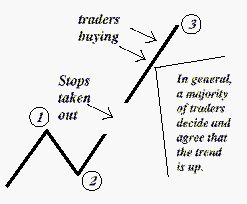 traders
buying
3
Stops
taken
out
1
2
In general,
a majority
of traders
decide and
agree that
the trend
is up.